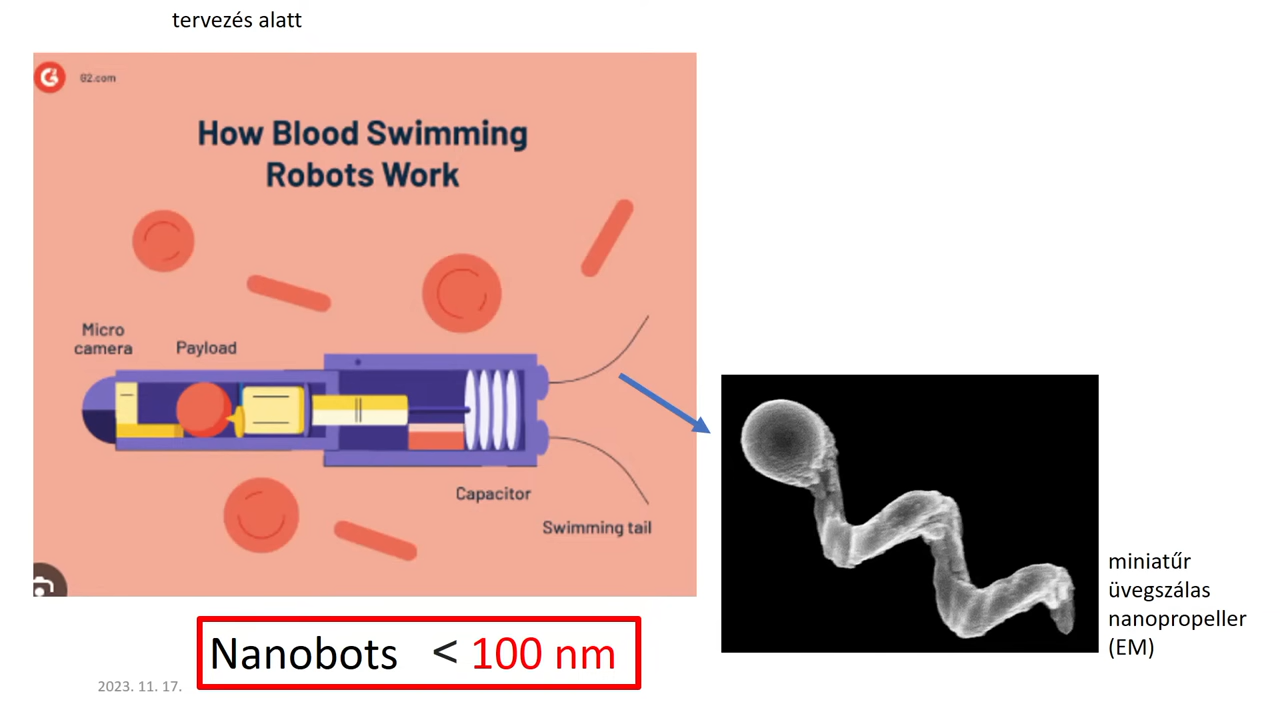 tervezés alatt
G2.com
How Blood Swimming
Robots Work
Micro
camera
Payload
Capacitor
Swimming tail
miniatűr
üvegszálas
nanopropeller
(EM)
Nanobots < 100 nm
2023. 11. 17.